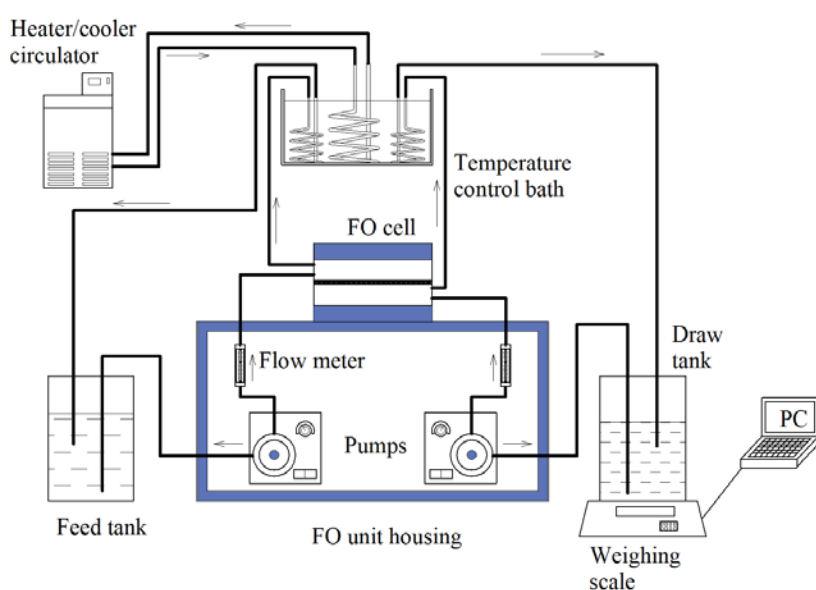 Heater/cooler
circulator
Temperature
control bath
FO cell
Flow meter
Draw
tank
Pumps
PC
Feed tank
FO unit housing
Weighing
scale